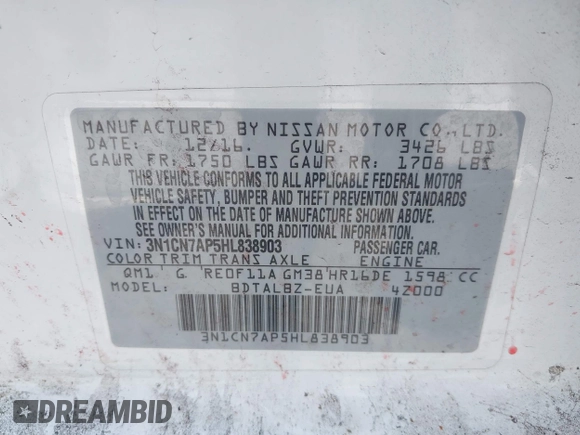 MANUFACTURED BY NISSAN MOTOR CO., LTD.
DATE: 12/16. GVWR: 3426 LBS
GAWR FR: 1750 LBS GAWR RR: 1708 LBS
THIS VEHICLE CONFORMS TO ALL APPLICABLE FEDERAL MOTOR
VEHICLE SAFETY, BUMPER AND THEFT PREVENTION STANDARDS
IN EFFECT ON THE DATE OF MANUFACTURE SHOWN ABOVE.
SEE OWNER'S MANUAL FOR ADDITIONAL INFORMATION.
VIN: 3N1CN7AP5HL838903 PASSENGER CAR.
COLOR TRIM TRANS AXLE ENGINE
QM1 G RE0F11A GM38 HR16DE 1598 CC
MODEL: BDTALBZ-EUA 42000
3N1CN7AP5HL838903
DREAMBID